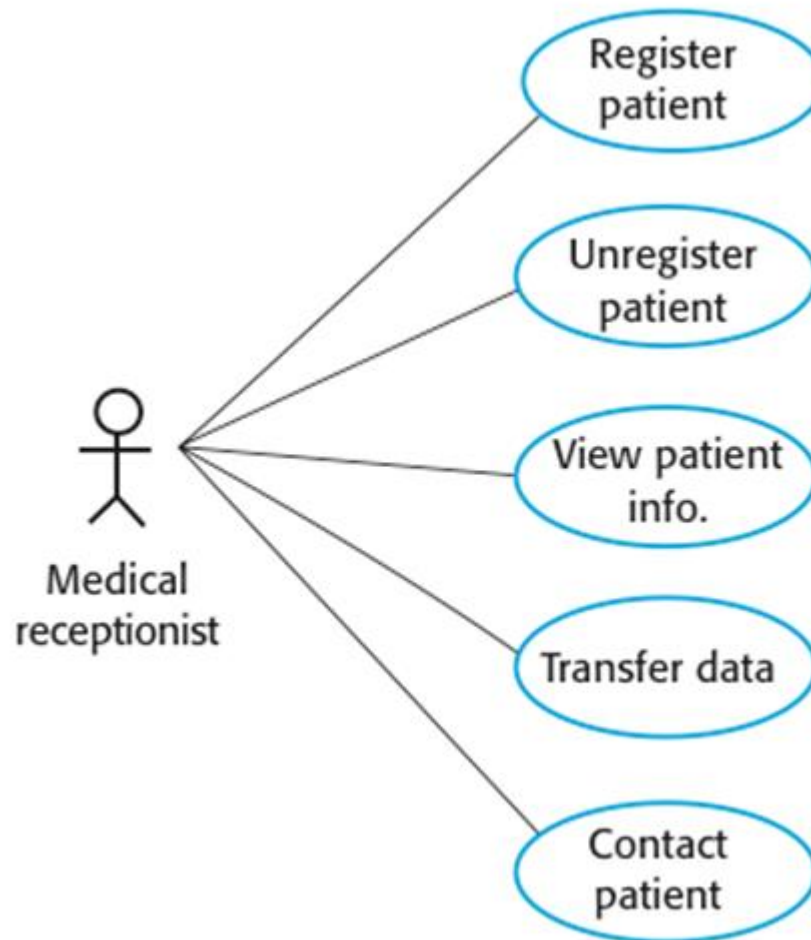 Register
patient
Unregister
patient
View patient
info.
Medical
receptionist
Transfer data
Contact
patient